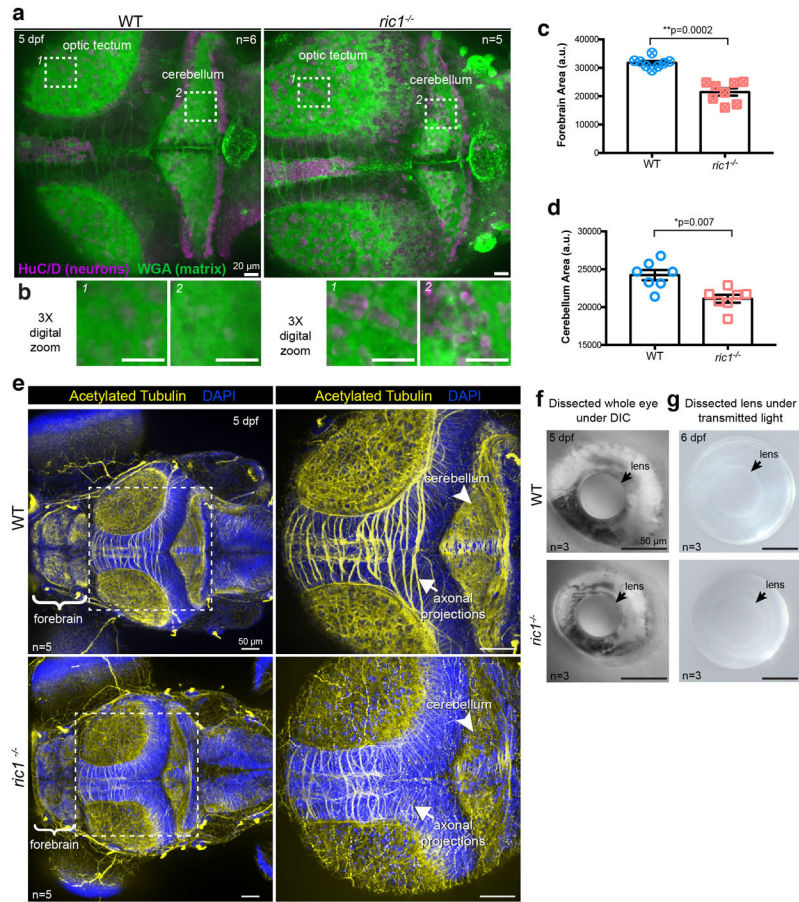 a
WT
ric1-/-
5 dpf
n=6
n=5
optic tectum
optic tectum
cerebellum
cerebellum
1
2
1
2
HuC/D (neurons) WGA (matrix)
20 µm
b
3X
digital
zoom
1
2
3X
digital
zoom
1
2
c
**p=0.0002
Forebrain Area (a.u.)
40000
30000
20000
10000
0
WT
ric1-/-
d
*p=0.007
Cerebellum Area (a.u.)
30000
25000
20000
15000
WT
ric1-/-
e
Acetylated Tubulin DAPI
Acetylated Tubulin DAPI
5 dpf
WT
cerebellum
axonal
projections
forebrain
n=5
50 µm
ric1-/-
cerebellum
axonal
projections
forebrain
n=5
f
Dissected whole eye
under DIC
g
Dissected lens under
transmitted light
5 dpf
6 dpf
WT
lens
lens
50 µm
n=3
n=3
ric1-/-
lens
lens
n=3
n=3